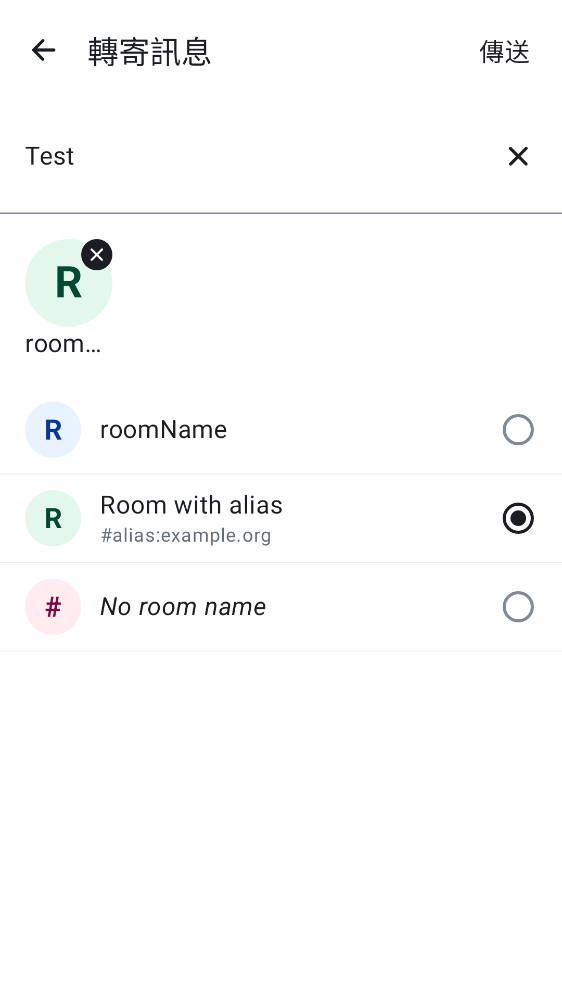 轉寄訊息
傳送
Test
R
room…
R
roomName
R
Room with alias
#alias:example.org
#
No room name